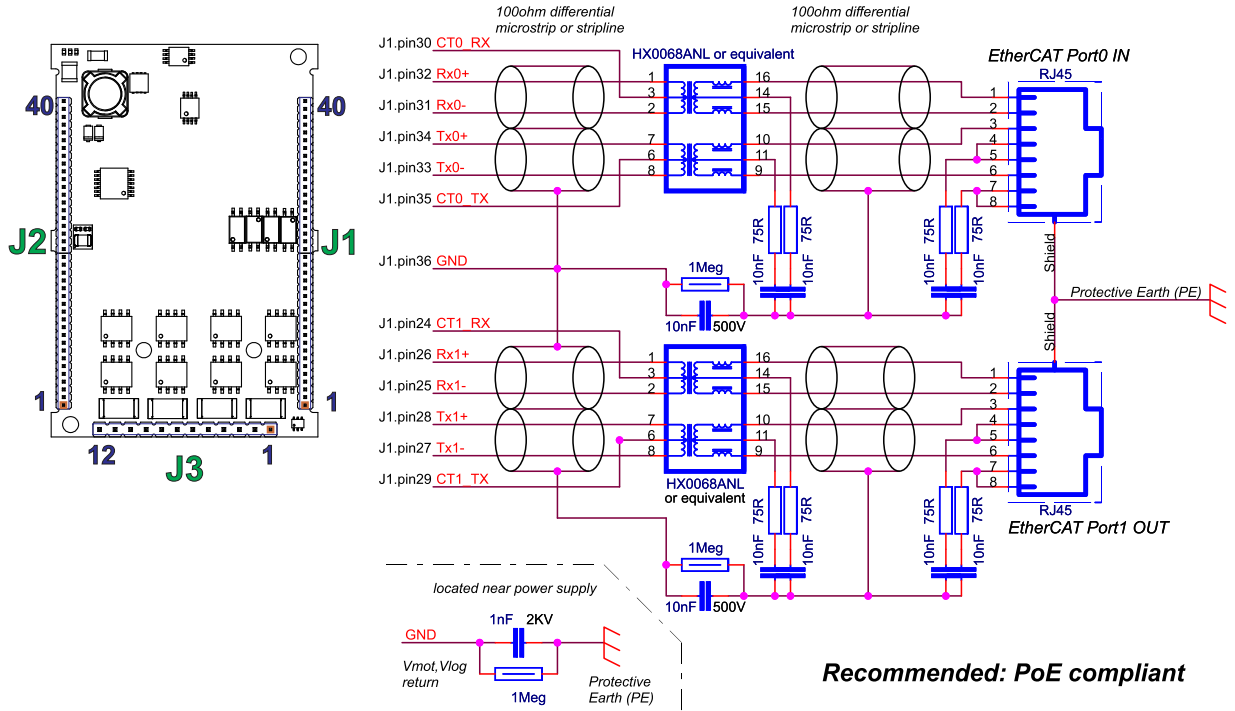 40
40
J2
J1
1
1
12
1
J3
100ohm differential
microstrip or stripline
100ohm differential
microstrip or stripline
J1.pin30 CT0_RX
HX0068ANL or equivalent
EtherCAT Port0 IN
RJ45
J1.pin32 Rx0+
J1.pin31 Rx0-
J1.pin34 Tx0+
J1.pin33 Tx0-
J1.pin35 CT0_TX
1
3
2
7
6
8
16
14
15
10
11
9
1
2
3
4
5
6
7
8
75R
75R
75R
75R
10nF
10nF
10nF
10nF
J1.pin36 GND
1Meg
10nF
500V
Shield
Protective Earth (PE)
Shield
J1.pin24 CT1_RX
J1.pin26 Rx1+
J1.pin25 Rx1-
J1.pin28 Tx1+
J1.pin27 Tx1-
J1.pin29 CT1_TX
1
3
2
7
6
8
16
14
15
10
11
9
1
2
3
4
5
6
7
8
HX0068ANL
or equivalent
RJ45
EtherCAT Port1 OUT
75R
75R
75R
75R
10nF
10nF
10nF
10nF
1Meg
10nF
500V
located near power supply
1nF 2KV
GND
Vmot,Vlog
return
1Meg
Protective
Earth (PE)
Recommended: PoE compliant